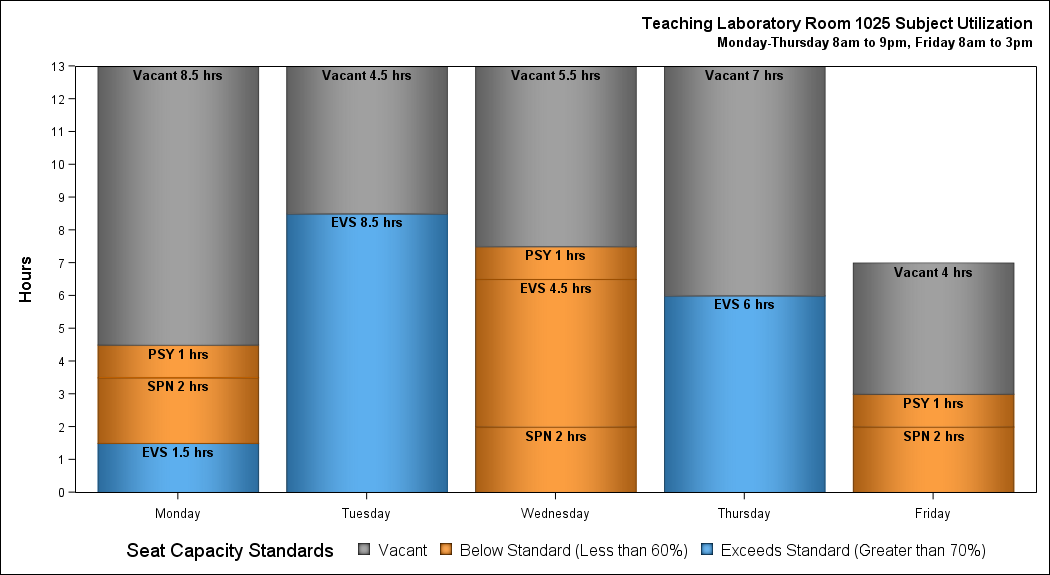 Teaching Laboratory Room 1025 Subject Utilization
Monday-Thursday 8am to 9pm, Friday 8am to 3pm
Hours
13
12
11
10
9
8
7
6
5
4
3
2
1
0
Vacant 8.5 hrs
PSY 1 hrs
SPN 2 hrs
EVS 1.5 hrs
Vacant 4.5 hrs
EVS 8.5 hrs
Vacant 5.5 hrs
PSY 1 hrs
EVS 4.5 hrs
SPN 2 hrs
Vacant 7 hrs
EVS 6 hrs
Vacant 4 hrs
PSY 1 hrs
SPN 2 hrs
Monday Tuesday Wednesday Thursday Friday
Seat Capacity Standards Vacant Below Standard (Less than 60%) Exceeds Standard (Greater than 70%)